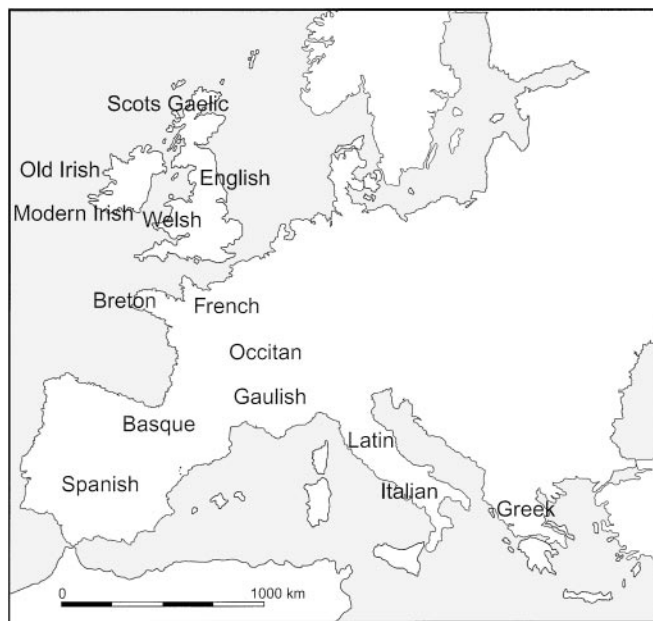 Scots Gaelic
Old Irish
English
Modern Irish
Welsh
Breton
French
Occitan
Gaulish
Basque
Latin
Spanish
Italian
Greek
0
1000 km